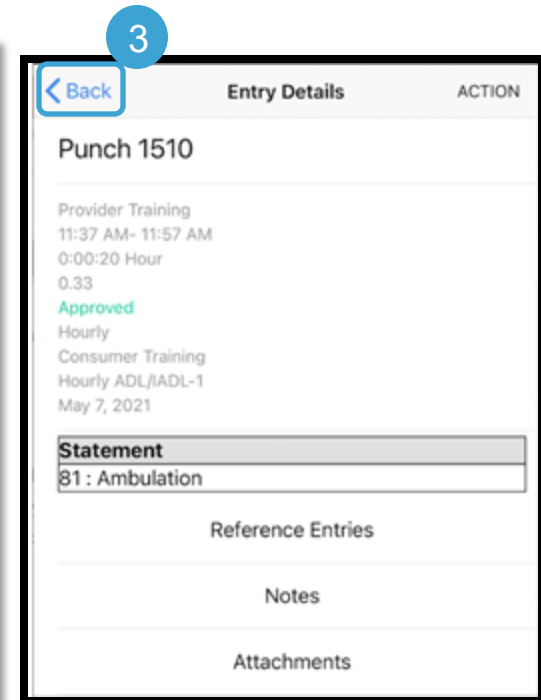 3
Back Entry Details ACTION
Punch 1510
Provider Training
11:37 AM- 11:57 AM
0:00:20 Hour
0.33
Approved
Hourly
Consumer Training
Hourly ADL/IADL-1
May 7, 2021
Statement
81 : Ambulation
Reference Entries
Notes
Attachments